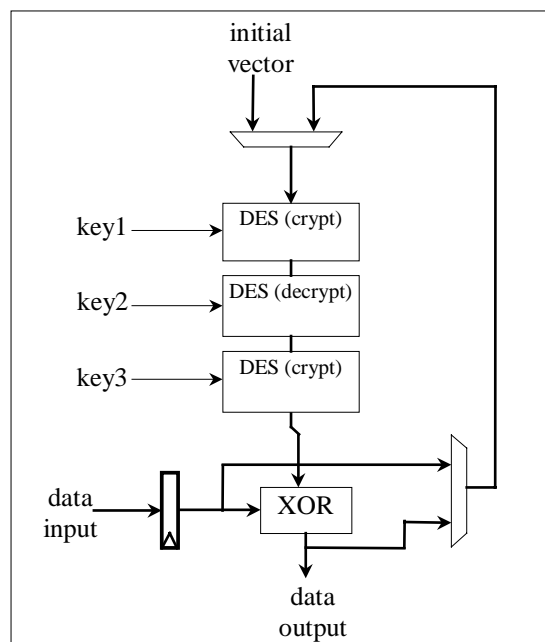 initial
vector
key1
DES (crypt)
key2
DES (decrypt)
key3
DES (crypt)
data
input
XOR
data
output